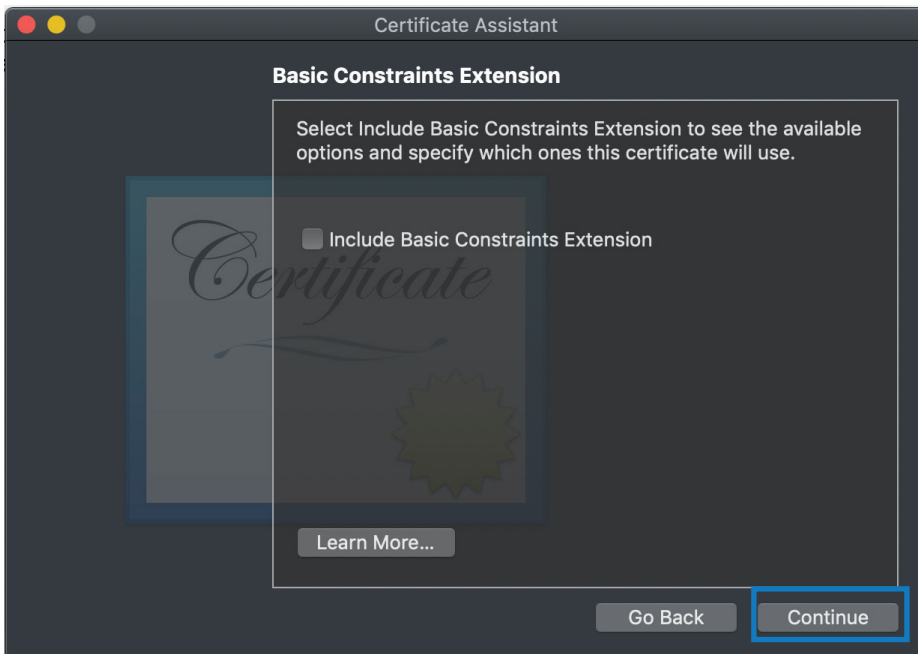 Certificate Assistant
Basic Constraints Extension
Select Include Basic Constraints Extension to see the available
options and specify which ones this certificate will use.
Include Basic Constraints Extension
Certificate
Learn More...
Go Back
Continue